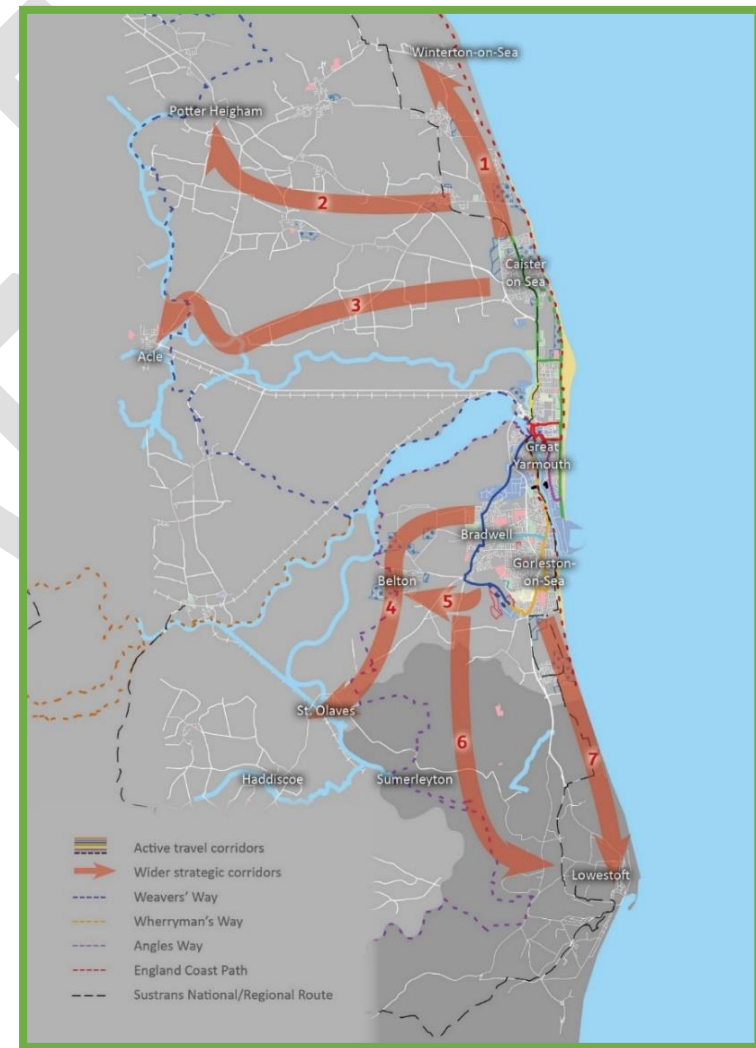 Winterton-on-Sea
Potter Heigham
1
2
Caister
on Sea
3
Acle
Great
Yarmouth
Bradwell
Gorleston-
on-Sea
Belton
4
5
St. Olaves
6
7
Haddiscoe
Sumerleyton
Lowestoft
Active travel corridors
Wider strategic corridors
Weavers' Way
Wherryman's Way
Angles Way
England Coast Path
Sustrans National/Regional Route